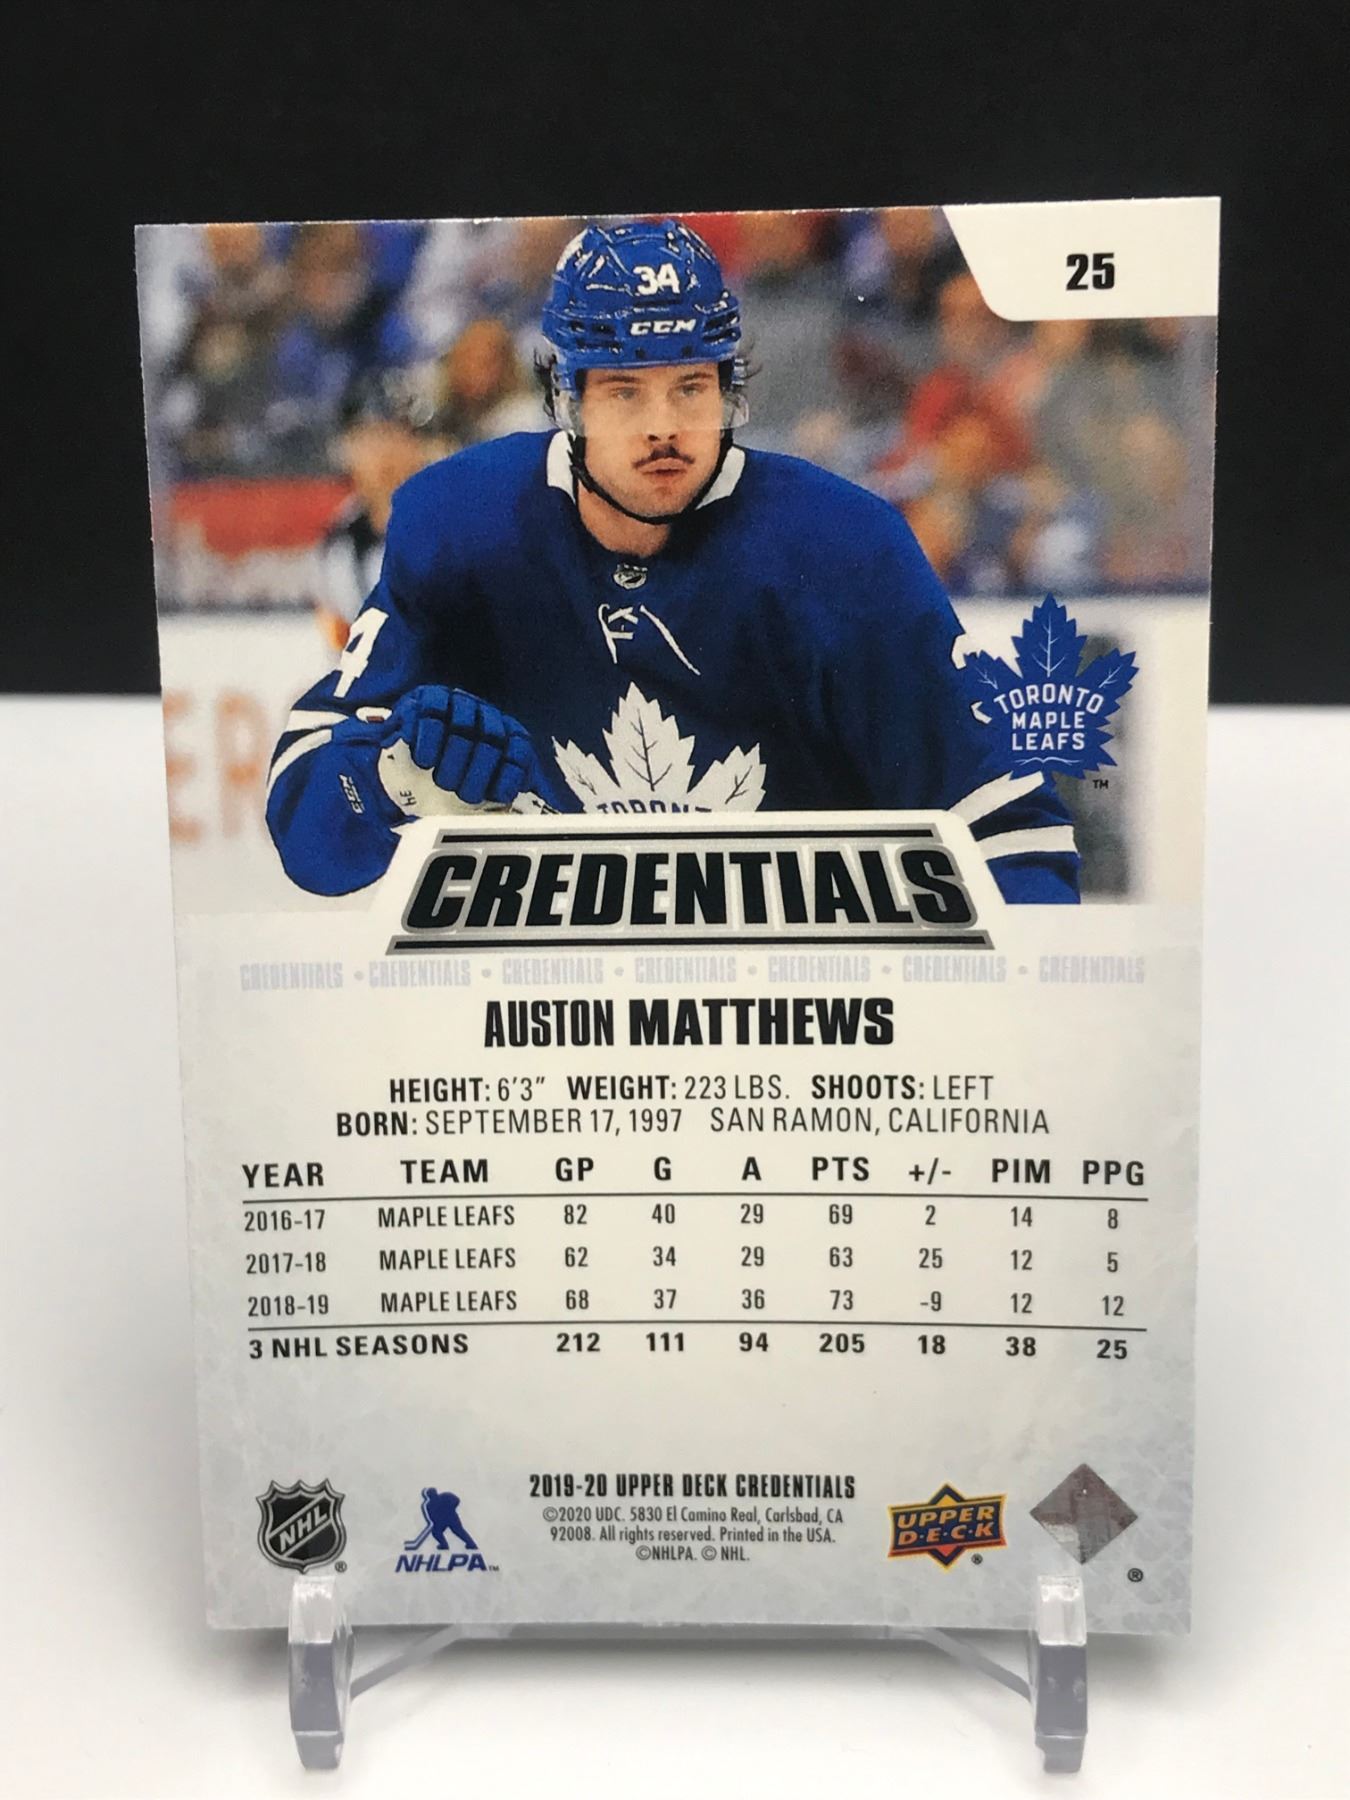 25
34
CCM
4
TORONTO
MAPLE
LEAFS
™
TORONT
CREDENTIALS
CREDENTIALS • CREDENTIALS • CREDENTIALS • CREDENTIALS • CREDENTIALS • CREDENTIALS • CREDENTIALS
AUSTON MATTHEWS
HEIGHT: 6'3" WEIGHT: 223 LBS. SHOOTS: LEFT
BORN: SEPTEMBER 17, 1997 SAN RAMON, CALIFORNIA
YEAR TEAM GP G A PTS +/- PIM PPG
2016-17 MAPLE LEAFS 82 40 29 69 2 14 8
2017-18 MAPLE LEAFS 62 34 29 63 25 12 5
2018-19 MAPLE LEAFS 68 37 36 73 -9 12 12
3 NHL SEASONS 212 111 94 205 18 38 25
2019-20 UPPER DECK CREDENTIALS
©2020 UDC. 5830 El Camino Real, Carlsbad, CA
92008. All rights reserved. Printed in the USA.
©NHLPA. © NHL.
NHL ®
NHLPA™
UPPER
D·E·C·K ®
®